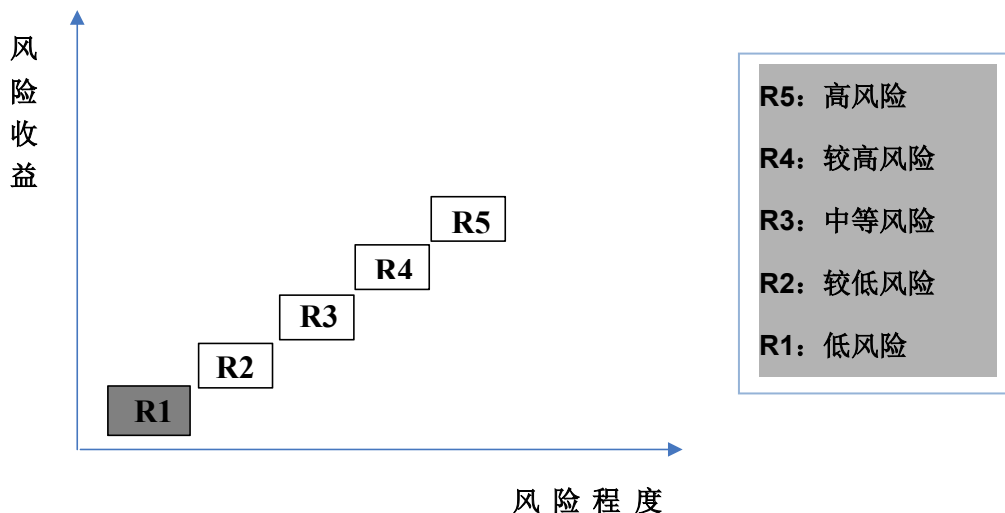 风险收益
R5
R4
R3
R2
R1
风险程度
R5：高风险
R4：较高风险
R3：中等风险
R2：较低风险
R1：低风险